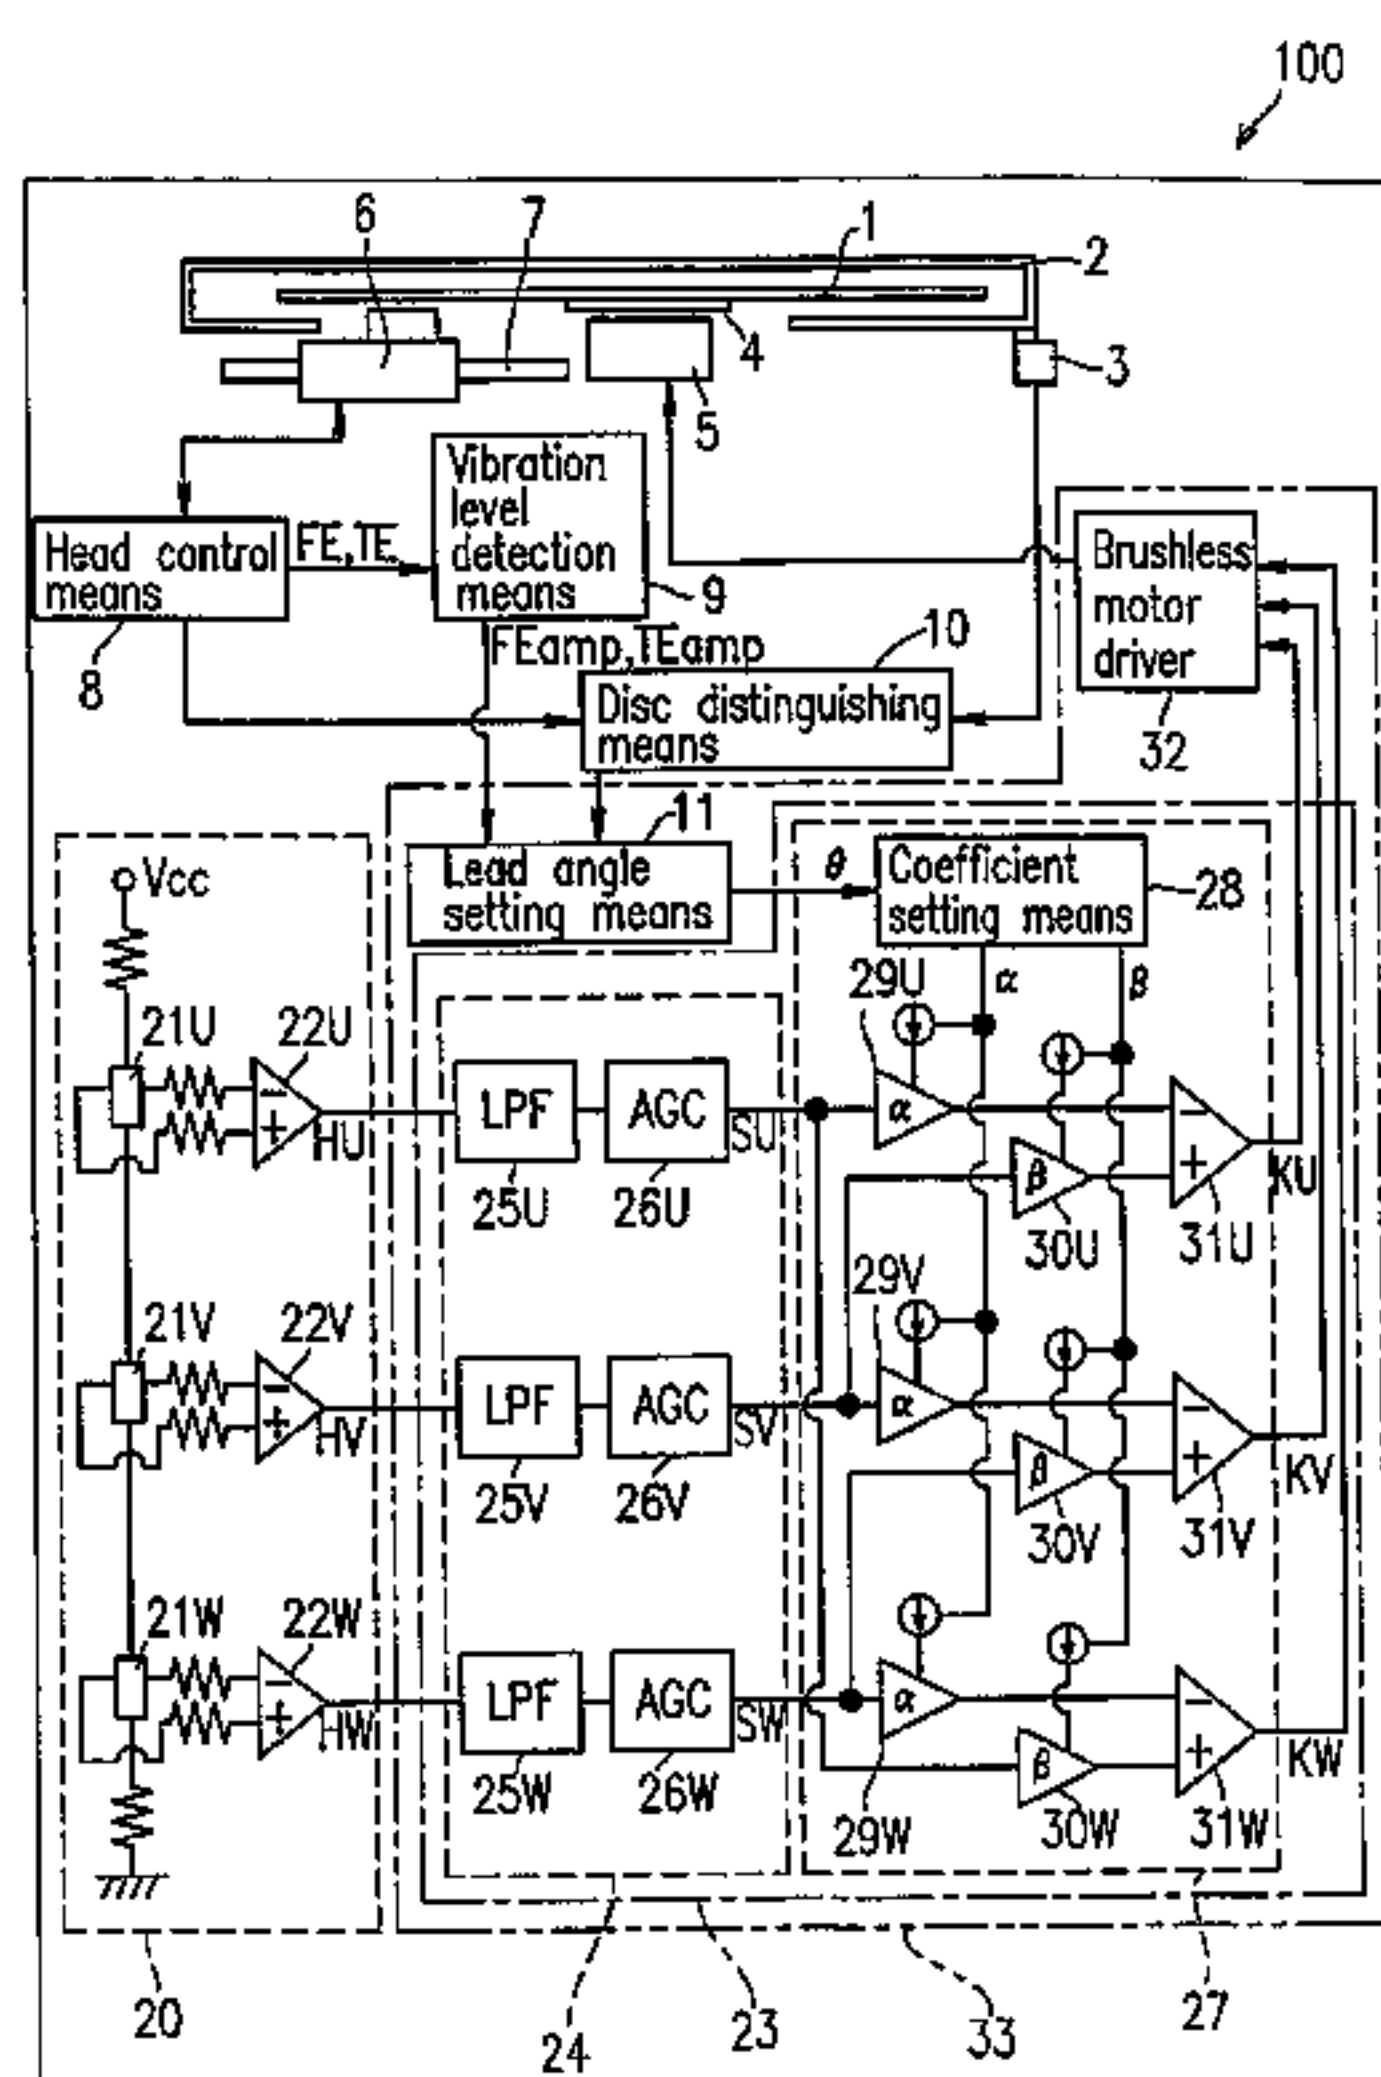 100
6
7
1
2
4
3
5
Vibration
level
detection
means
9
Head control
means
8
FE,TE
FEamp,TEamp
10
Disc distinguishing
means
Brushless
motor
driver
32
11
Lead angle
setting means
θ
Coefficient
setting means
28
α
β
Vcc
21U
22U
HU
LPF
25U
AGC
26U
SU
29U
α
β
30U
31U
KU
21V
22V
HV
LPF
25V
AGC
26V
SV
29V
α
β
30V
31V
KV
21W
22W
HW
LPF
25W
AGC
26W
SW
α
29W
β
30W
31W
KW
20
24
23
33
27